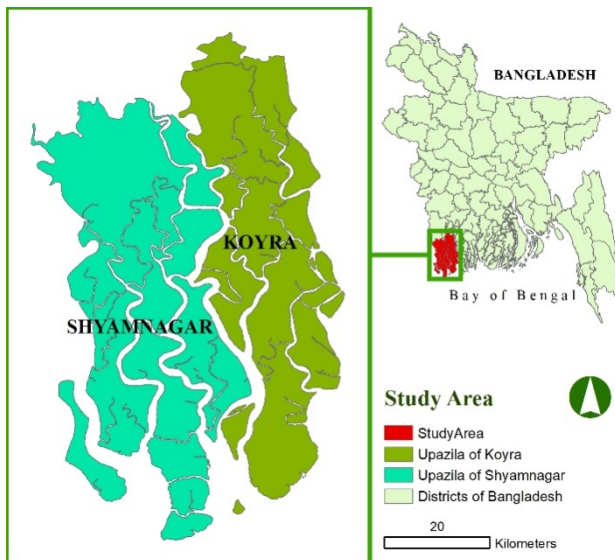 BANGLADESH
KOYRA
SHYAMNAGAR
Bay of Bengal
Study Area
StudyArea
Upazila of Koyra
Upazila of Shyamnagar
Districts of Bangladesh
20
Kilometers